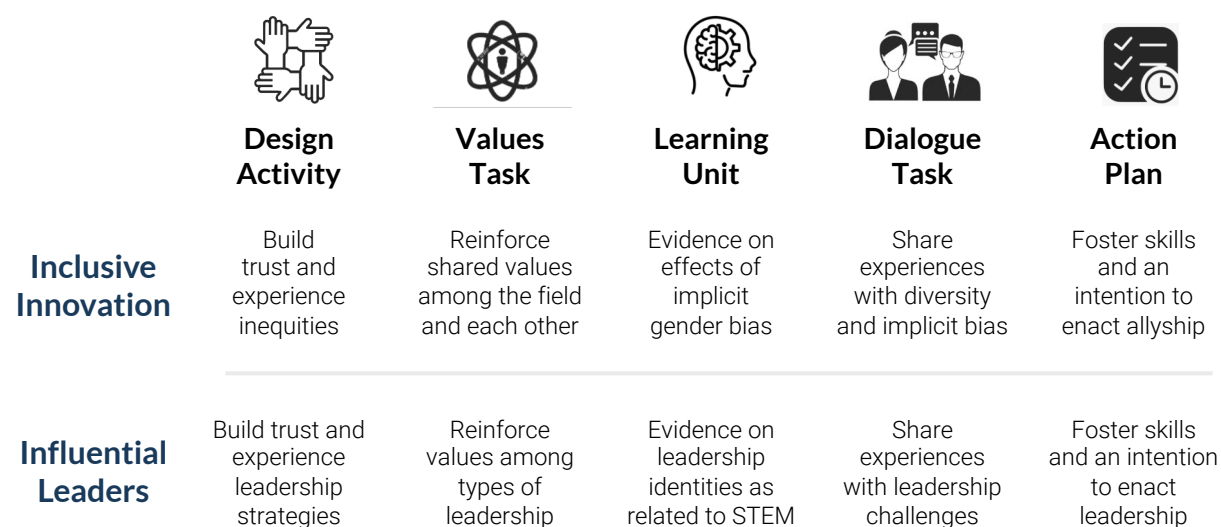 Design
Activity
Values
Task
Learning
Unit
Dialogue
Task
Action
Plan
Inclusive
Innovation
Build
trust and
experience
inequities
Reinforce
shared values
among the field
and each other
Evidence on
effects of
implicit
gender bias
Share
experiences
with diversity
and implicit bias
Foster skills
and an
intention to
enact allyship
Influential
Leaders
Build trust and
experience
leadership
strategies
Reinforce
values among
types of
leadership
Evidence on
leadership
identities as
related to STEM
Share
experiences
with leadership
challenges
Foster skills
and an intention
to enact
leadership